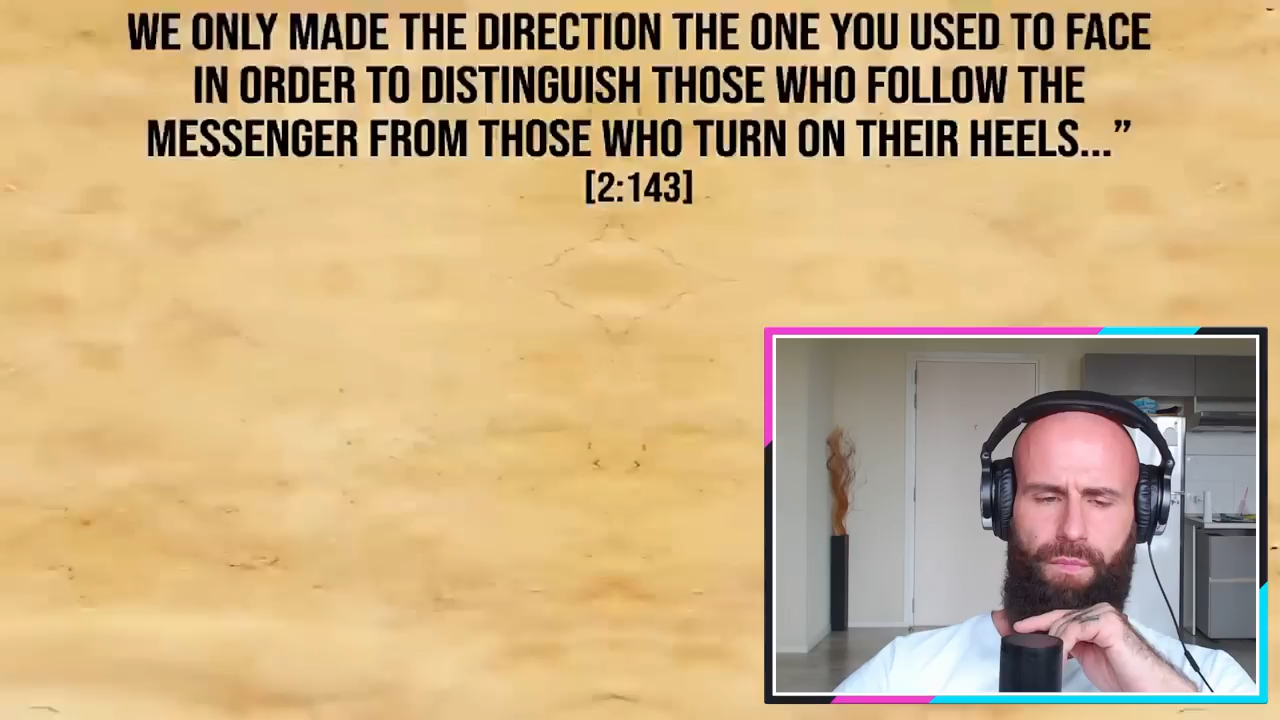 WE ONLY MADE THE DIRECTION THE ONE YOU USED TO FACE
IN ORDER TO DISTINGUISH THOSE WHO FOLLOW THE
MESSENGER FROM THOSE WHO TURN ON THEIR HEELS...”
[2:143]